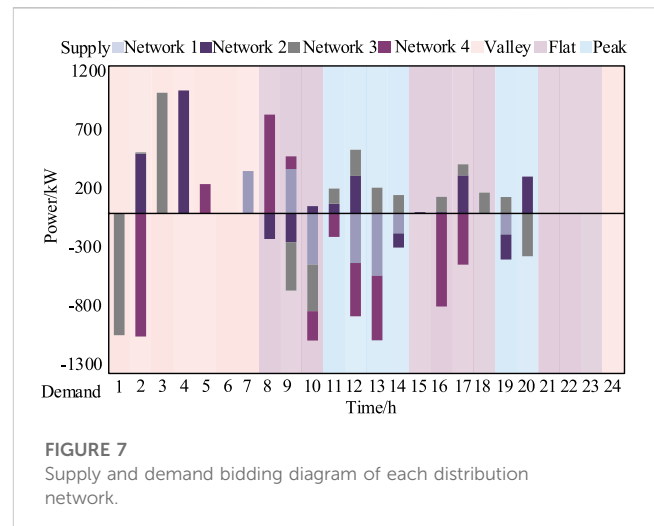 Supply Network 1 Network 2 Network 3 Network 4 Valley Flat Peak
1200
700
200
-300
-800
-1300
Power/kW
Demand
1 2 3 4 5 6 7 8 9 10 11 12 13 14 15 16 17 18 19 20 21 22 23 24
Time/h
FIGURE 7
Supply and demand bidding diagram of each distribution
network.